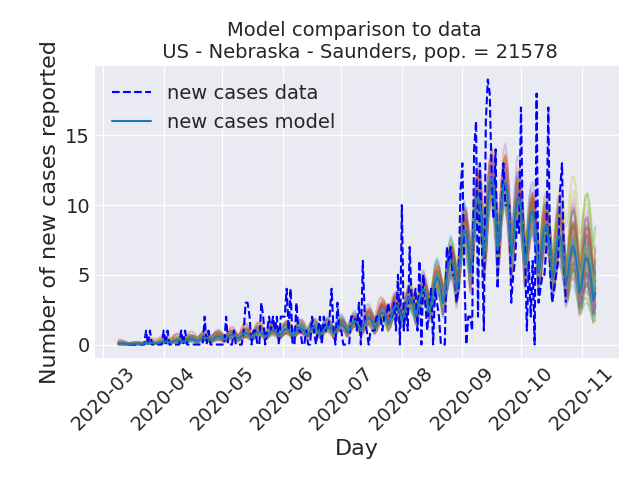 Model comparison to data
US - Nebraska - Saunders, pop. = 21578
new cases data
new cases model
Number of new cases reported
15
10
5
0
2020-03
2020-04
2020-05
2020-06
2020-07
2020-08
2020-09
2020-10
2020-11
Day